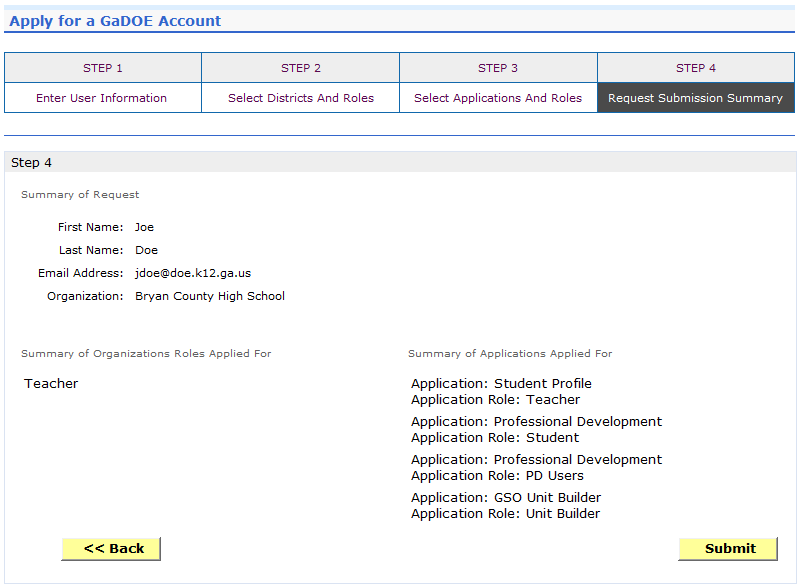 Apply for a GaDOE Account
STEP 1
STEP 2
STEP 3
STEP 4
Enter User Information
Select Districts And Roles
Select Applications And Roles
Request Submission Summary
Step 4
Summary of Request
First Name: Joe
Last Name: Doe
Email Address: jdoe@doe.k12.ga.us
Organization: Bryan County High School
Summary of Organizations Roles Applied For
Teacher
Summary of Applications Applied For
Application: Student Profile
Application Role: Teacher
Application: Professional Development
Application Role: Student
Application: Professional Development
Application Role: PD Users
Application: GSO Unit Builder
Application Role: Unit Builder
<< Back
Submit